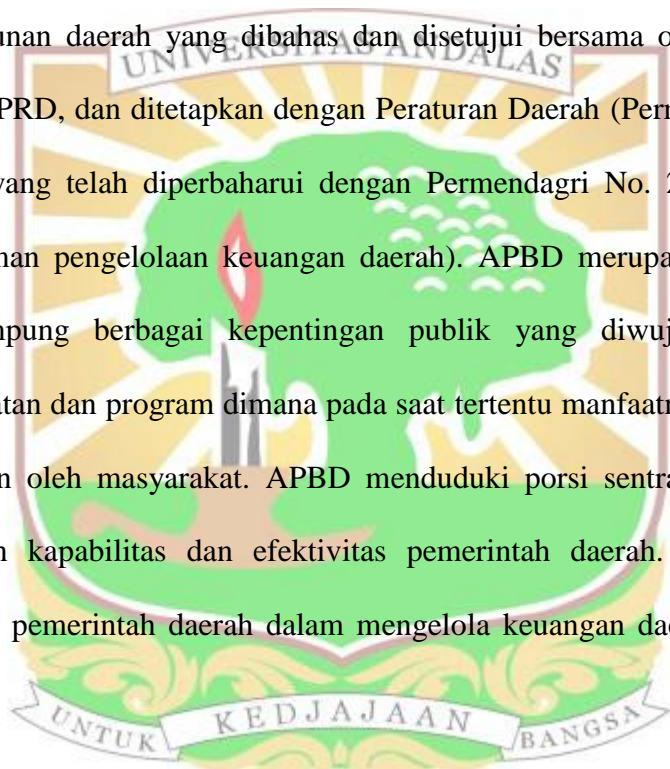 unan daerah yang dibahas dan disetujui bersama o
UNIVERSITAS ANDALAS
PRD, dan ditetapkan dengan Peraturan Daerah (Per
yang telah diperbaharui dengan Permendagri No. 2
nan pengelolaan keuangan daerah). APBD merupa
mpung berbagai kepentingan publik yang diwuj
atan dan program dimana pada saat tertentu manfaatn
n oleh masyarakat. APBD menduduki porsi sentra
n kapabilitas dan efektivitas pemerintah daerah.
pemerintah daerah dalam mengelola keuangan da
UNTUK KEDJAJAAN BANGSA